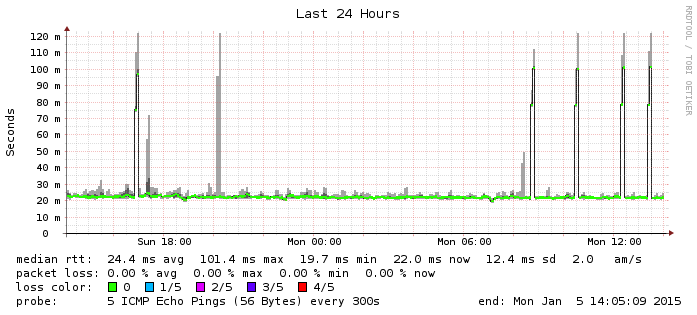 Last 24 Hours
RRDTOOL / TOBI OETIKER
Seconds
120 m
100 m
90 m
80 m
70 m
60 m
50 m
40 m
30 m
20 m
10 m
0
Sun 18:00 Mon 00:00 Mon 06:00 Mon 12:00
median rtt: 24.4 ms avg 101.4 ms max 19.7 ms min 22.0 ms now 12.4 ms sd 2.0 am/s
packet loss: 0.00 % avg 0.00 % max 0.00 % min 0.00 % now
loss color: 0 1/5 2/5 3/5 4/5
probe: 5 ICMP Echo Pings (56 Bytes) every 300s end: Mon Jan 5 14:05:09 2015